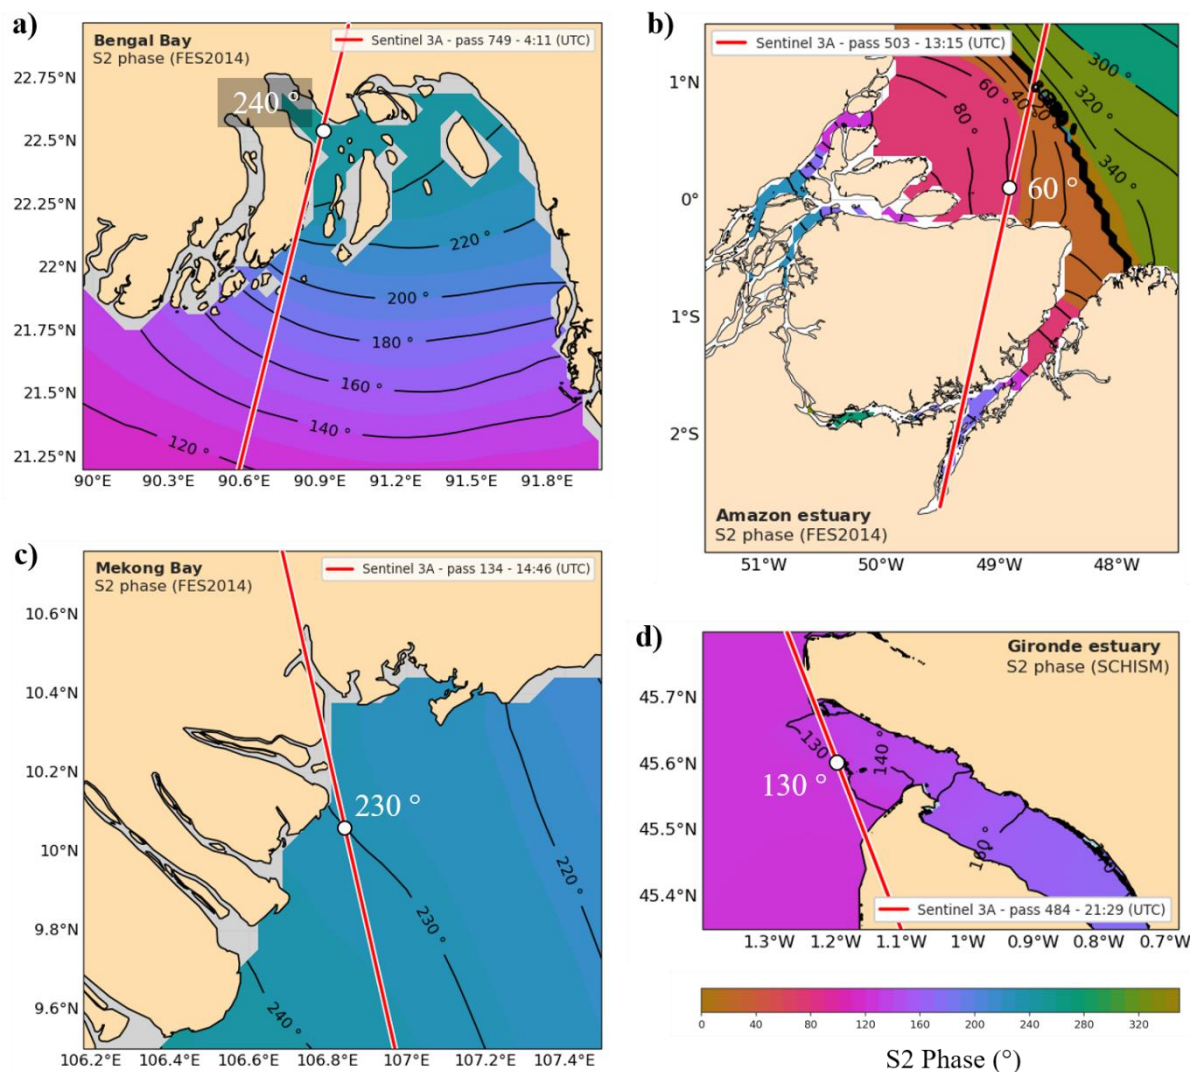 a)
Bengal Bay
S2 phase (FES2014)
Sentinel 3A - pass 749 - 4:11 (UTC)
22.75°N
22.5°N
22.25°N
22°N
21.75°N
21.5°N
21.25°N
240 °
220 °
200 °
180 °
160 °
140 °
120 °
90°E
90.3°E
90.6°E
90.9°E
91.2°E
91.5°E
91.8°E
b)
Sentinel 3A - pass 503 - 13:15 (UTC)
1°N
0°
1°S
2°S
300 °
320 °
340 °
60 °
80 °
60 °
Amazon estuary
S2 phase (FES2014)
51°W
50°W
49°W
48°W
c)
Mekong Bay
S2 phase (FES2014)
Sentinel 3A - pass 134 - 14:46 (UTC)
10.6°N
10.4°N
10.2°N
10°N
9.8°N
9.6°N
230 °
220 °
230 °
240 °
106.2°E
106.4°E
106.6°E
106.8°E
107°E
107.2°E
107.4°E
d)
Gironde estuary
S2 phase (SCHISM)
45.7°N
45.6°N
45.5°N
45.4°N
130
140 °
130 °
160 °
Sentinel 3A - pass 484 - 21:29 (UTC)
1.3°W
1.2°W
1.1°W
1°W
0.9°W
0.8°W
0.7°W
0
40
80
120
160
200
240
280
320
S2 Phase (°)